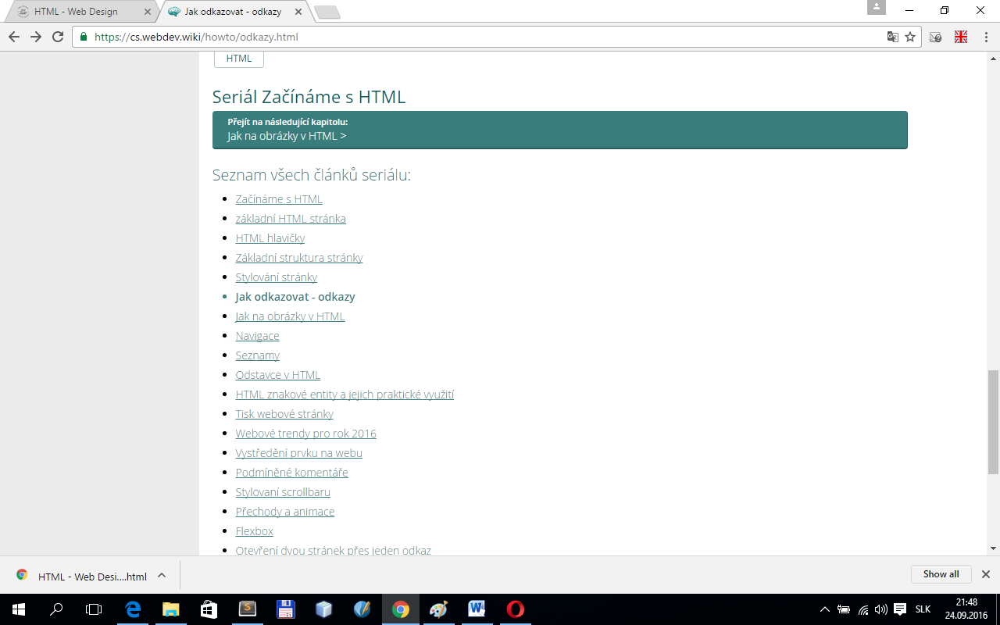 HTML - Web Design
Jak odkazovat - odkazy
https://cs.webdev.wiki/howto/odkazy.html
HTML
Seriál Začínáme s HTML
Přejít na následující kapitolu:
Jak na obrázky v HTML >
Seznam všech článků seriálu:
Začínáme s HTML
základní HTML stránka
HTML hlavičky
Základní struktura stránky
Stylování stránky
Jak odkazovat - odkazy
Jak na obrázky v HTML
Navigace
Seznamy
Odstavce v HTML
HTML znakové entity a jejich praktické využití
Tisk webové stránky
Webové trendy pro rok 2016
Vystředění prvku na webu
Podmíněné komentáře
Stylovaní scrollbaru
Přechody a animace
Flexbox
Otevření dvou stránek přes jeden odkaz
HTML - Web Desi....html
Show all
SLK
21:48
24.09.2016